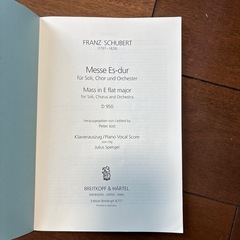 FRANZ SCHUBERT
(1797 - 1828)
Messe Es-dur
für Soli, Chor und Orchester
Mass in E flat major
for Soli, Chorus and Orchestra
D 950
herausgegeben von / edited by
Peter Jost
Klavierauszug / Piano Vocal Score
von / by
Julius Spengel
BREITKOPF & HÄRTEL
Edition Breitkopf